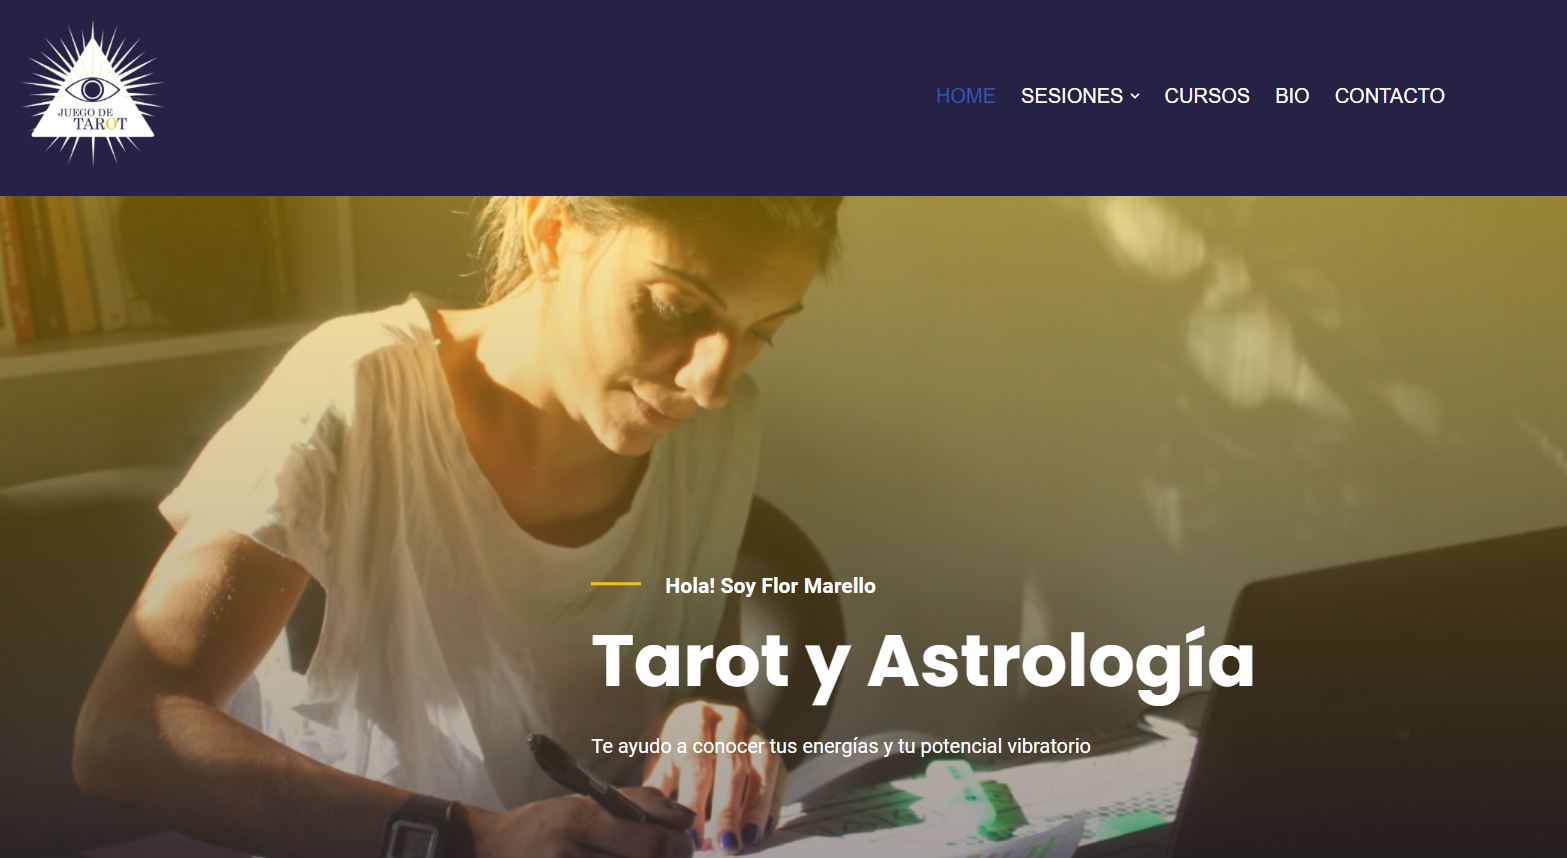 JUEGO DE
TAROT
HOME SESIONES CURSOS BIO CONTACTO
Hola! Soy Flor Marello
Tarot y Astrología
Te ayudo a conocer tus energías y tu potencial vibratorio